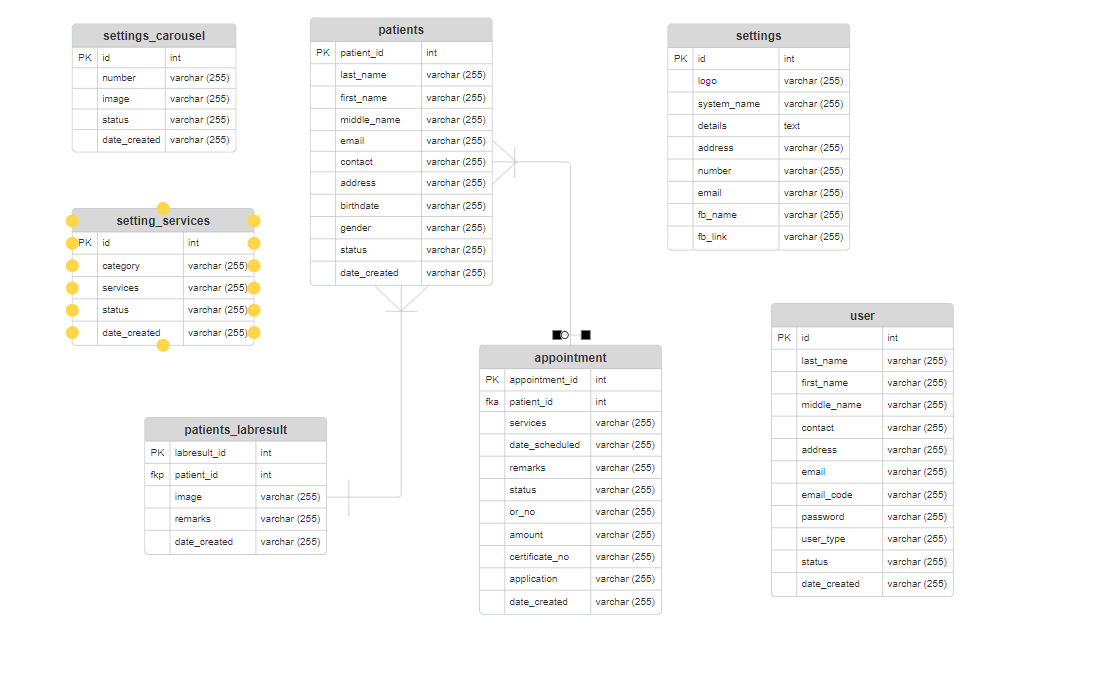 settings_carousel
PK id int
number varchar (255)
image varchar (255)
status varchar (255)
date_created varchar (255)
patients
PK patient_id int
last_name varchar (255)
first_name varchar (255)
middle_name varchar (255)
email varchar (255)
contact varchar (255)
address varchar (255)
birthdate varchar (255)
gender varchar (255)
status varchar (255)
date_created varchar (255)
settings
PK id int
logo varchar (255)
system_name varchar (255)
details text
address varchar (255)
number varchar (255)
email varchar (255)
fb_name varchar (255)
fb_link varchar (255)
setting_services
PK id int
category varchar (255)
services varchar (255)
status varchar (255)
date_created varchar (255)
user
PK id int
last_name varchar (255)
first_name varchar (255)
middle_name varchar (255)
contact varchar (255)
address varchar (255)
email varchar (255)
email_code varchar (255)
password varchar (255)
user_type varchar (255)
status varchar (255)
date_created varchar (255)
appointment
PK appointment_id int
fka patient_id int
services varchar (255)
date_scheduled varchar (255)
remarks varchar (255)
status varchar (255)
or_no varchar (255)
amount varchar (255)
certificate_no varchar (255)
application varchar (255)
date_created varchar (255)
patients_labresult
PK labresult_id int
fkp patient_id int
image varchar (255)
remarks varchar (255)
date_created varchar (255)